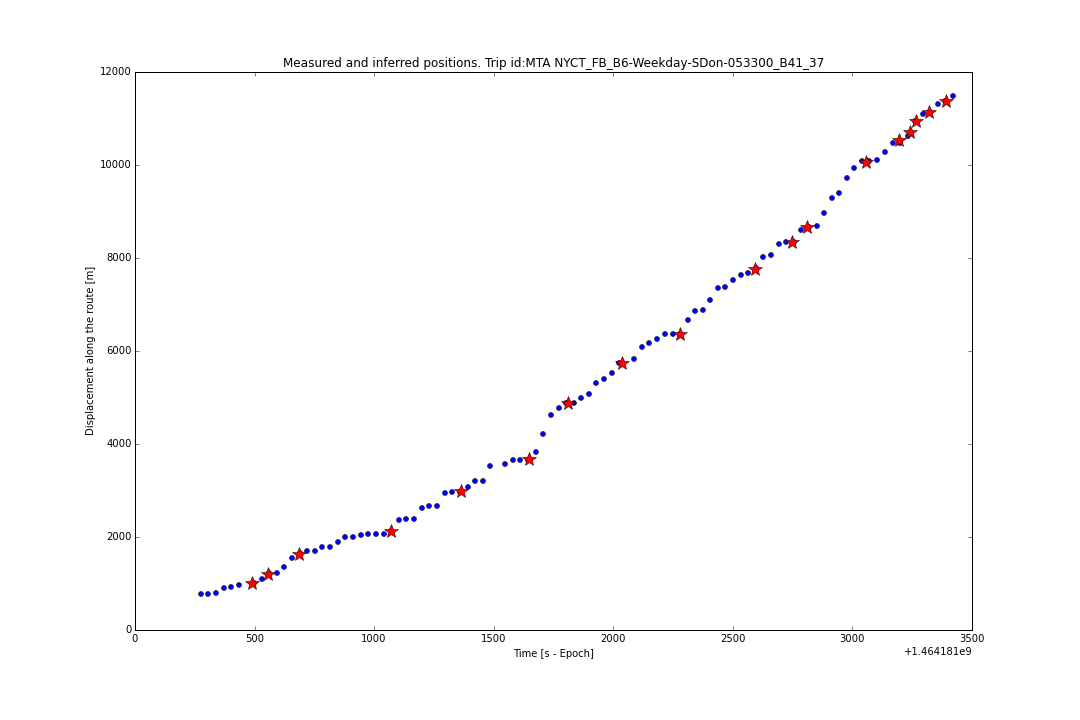 Measured and inferred positions. Trip id:MTA NYCT_FB_B6-Weekday-SDon-053300_B41_37
12000
10000
8000
6000
4000
2000
0
Displacement along the route [m]
0 500 1000 1500 2000 2500 3000 3500
Time [s - Epoch]
+1.464181e9